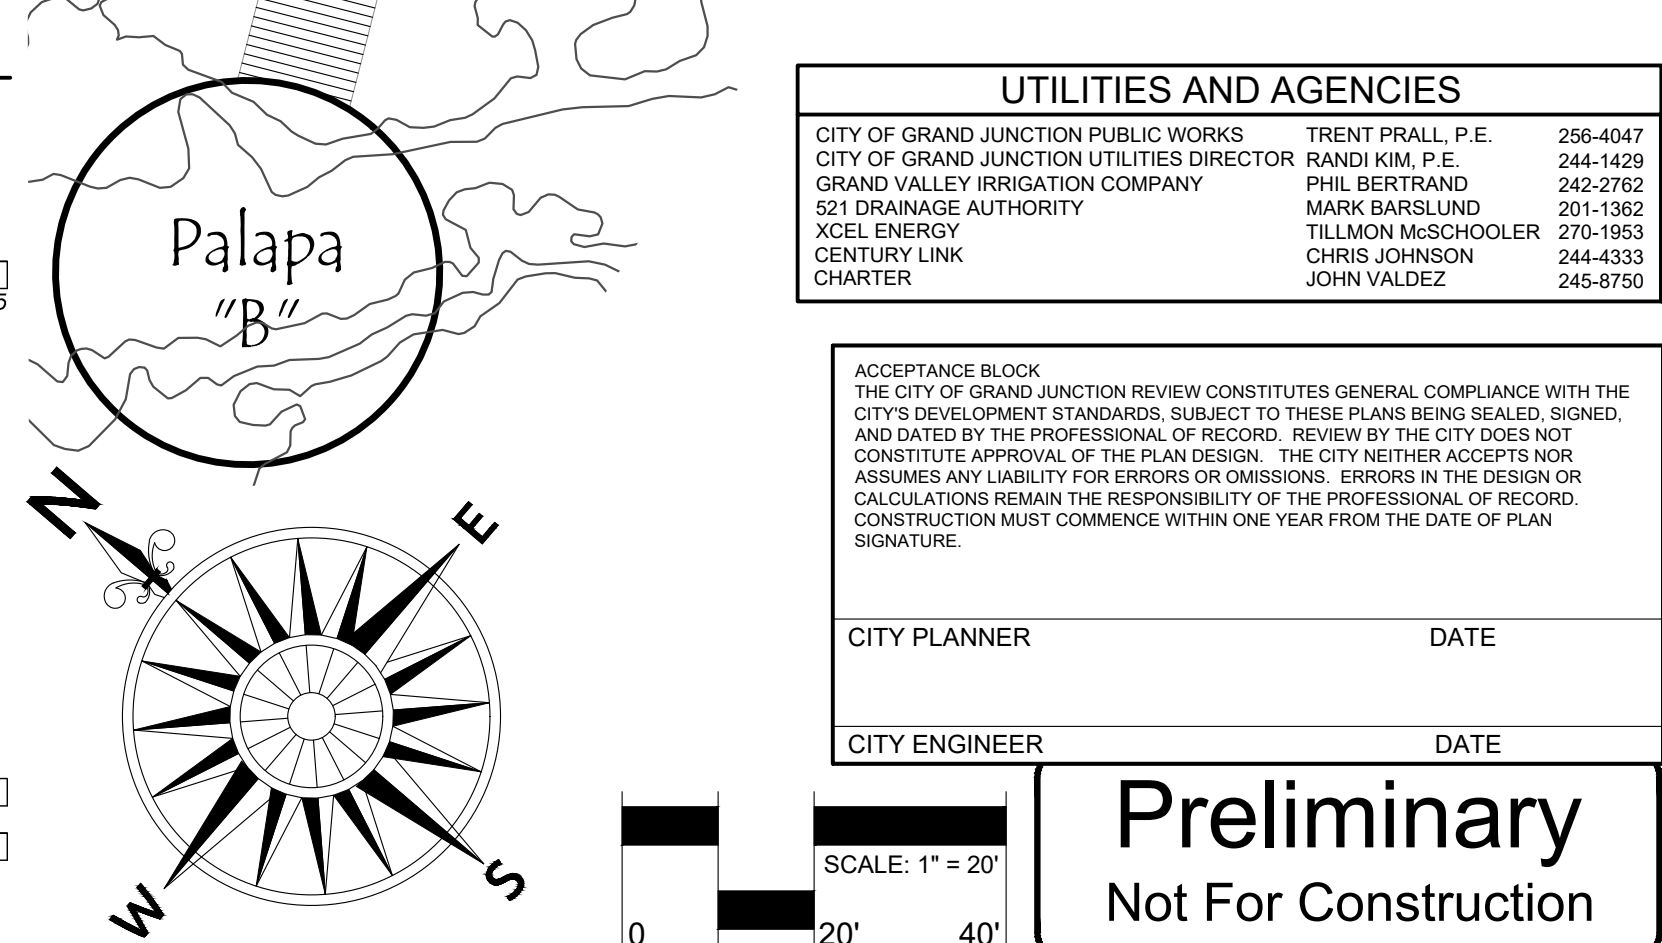 Palapa
"B"
N
E
W
S
UTILITIES AND AGENCIES
CITY OF GRAND JUNCTION PUBLIC WORKS TRENT PRALL, P.E. 256-4047
CITY OF GRAND JUNCTION UTILITIES DIRECTOR RANDI KIM, P.E. 244-1429
GRAND VALLEY IRRIGATION COMPANY PHIL BERTRAND 242-2762
521 DRAINAGE AUTHORITY MARK BARSLUND 201-1362
XCEL ENERGY TILLMON McSCHOOLER 270-1953
CENTURY LINK CHRIS JOHNSON 244-4333
CHARTER JOHN VALDEZ 245-8750
ACCEPTANCE BLOCK
THE CITY OF GRAND JUNCTION REVIEW CONSTITUTES GENERAL COMPLIANCE WITH THE
CITY'S DEVELOPMENT STANDARDS, SUBJECT TO THESE PLANS BEING SEALED, SIGNED,
AND DATED BY THE PROFESSIONAL OF RECORD. REVIEW BY THE CITY DOES NOT
CONSTITUTE APPROVAL OF THE PLAN DESIGN. THE CITY NEITHER ACCEPTS NOR
ASSUMES ANY LIABILITY FOR ERRORS OR OMISSIONS. ERRORS IN THE DESIGN OR
CALCULATIONS REMAIN THE RESPONSIBILITY OF THE PROFESSIONAL OF RECORD.
CONSTRUCTION MUST COMMENCE WITHIN ONE YEAR FROM THE DATE OF PLAN
SIGNATURE.
CITY PLANNER DATE
CITY ENGINEER DATE
SCALE: 1" = 20'
0 20' 40'
Preliminary
Not For Construction